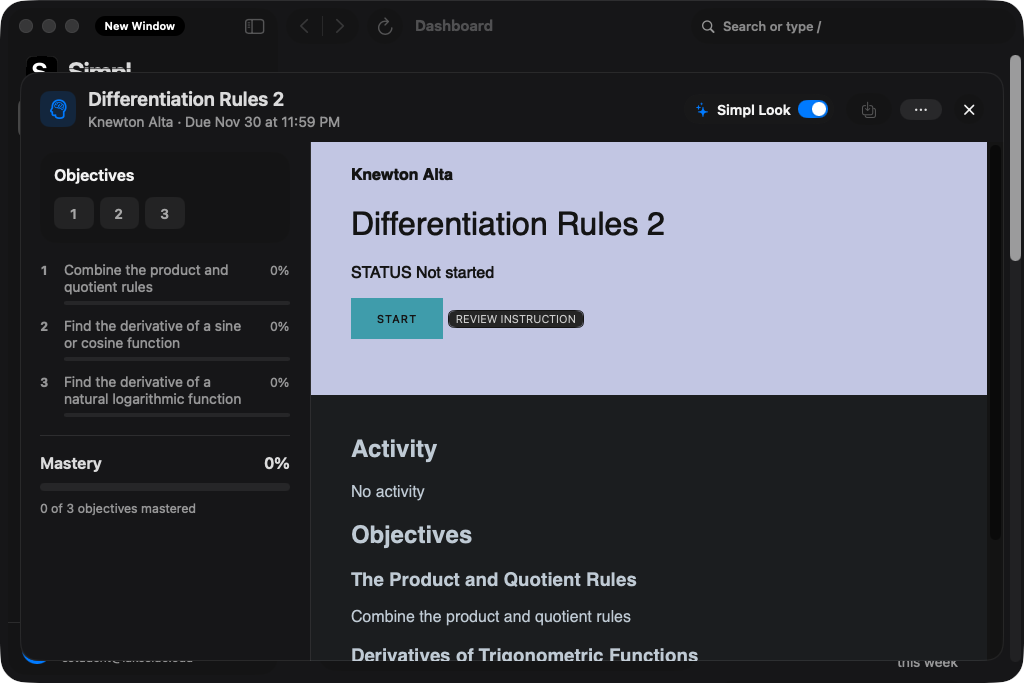 New Window
Dashboard
Search or type /
Simpl
Differentiation Rules 2
Knewton Alta · Due Nov 30 at 11:59 PM
Simpl Look
Objectives
1 2 3
1 Combine the product and quotient rules 0%
2 Find the derivative of a sine or cosine function 0%
3 Find the derivative of a natural logarithmic function 0%
Mastery 0%
0 of 3 objectives mastered
Knewton Alta
Differentiation Rules 2
STATUS Not started
START
REVIEW INSTRUCTION
Activity
No activity
Objectives
The Product and Quotient Rules
Combine the product and quotient rules
Derivatives of Trigonometric Functions
this week